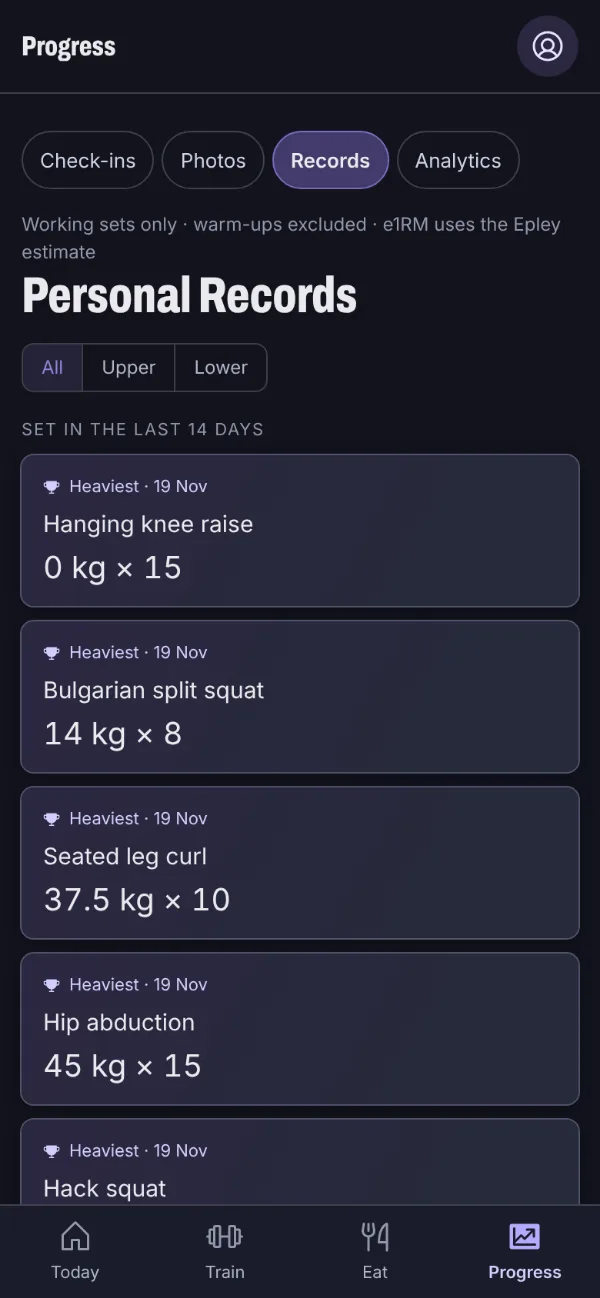 Progress
Check-ins
Photos
Records
Analytics
Working sets only · warm-ups excluded · e1RM uses the Epley
estimate
Personal Records
All
Upper
Lower
SET IN THE LAST 14 DAYS
Heaviest · 19 Nov
Hanging knee raise
0 kg × 15
Heaviest · 19 Nov
Bulgarian split squat
14 kg × 8
Heaviest · 19 Nov
Seated leg curl
37.5 kg × 10
Heaviest · 19 Nov
Hip abduction
45 kg × 15
Heaviest · 19 Nov
Hack squat
Today
Train
Eat
Progress